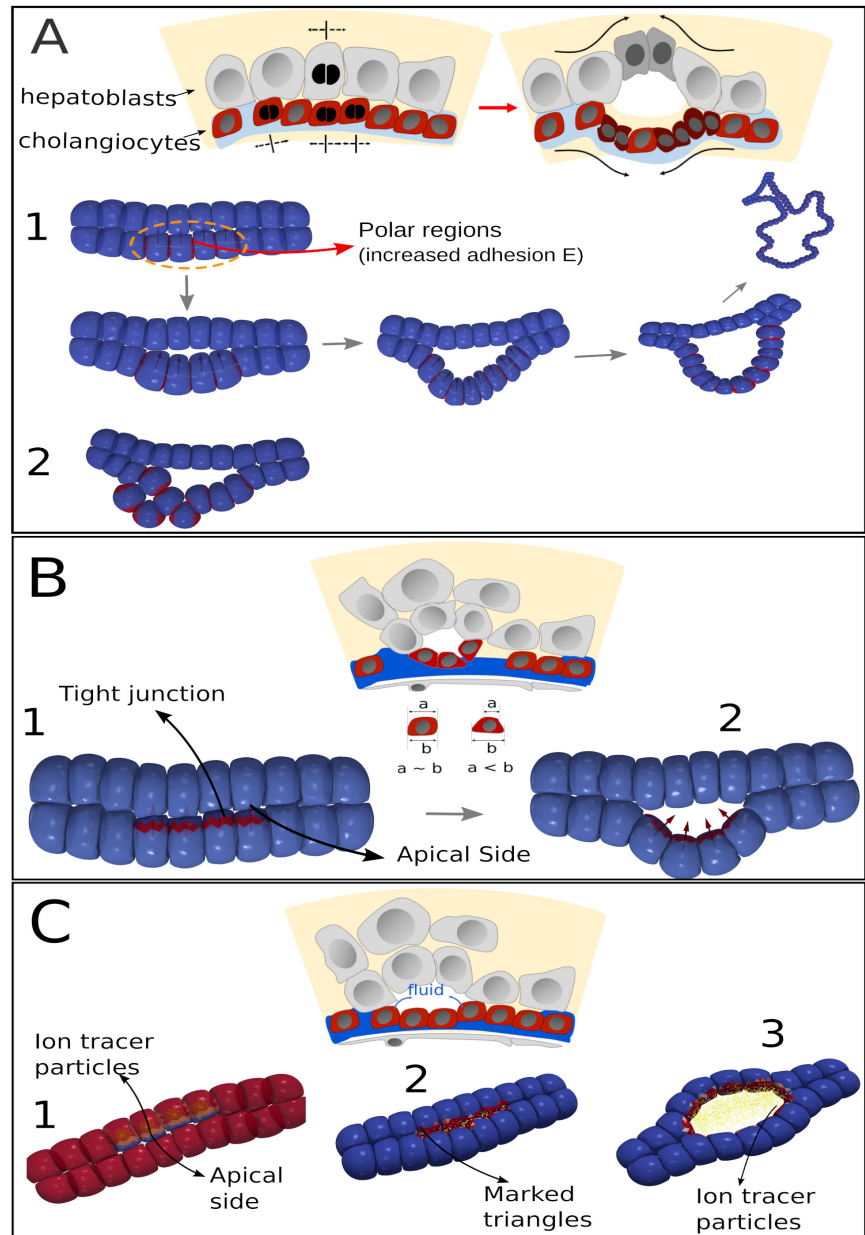 A
hepatoblasts
cholangiocytes
1
Polar regions
(increased adhesion E)
2
B
Tight junction
1
a
a
b
b
a ~ b
a < b
2
Apical Side
C
fluid
Ion tracer
particles
1
2
3
Apical
side
Marked
triangles
Ion tracer
particles